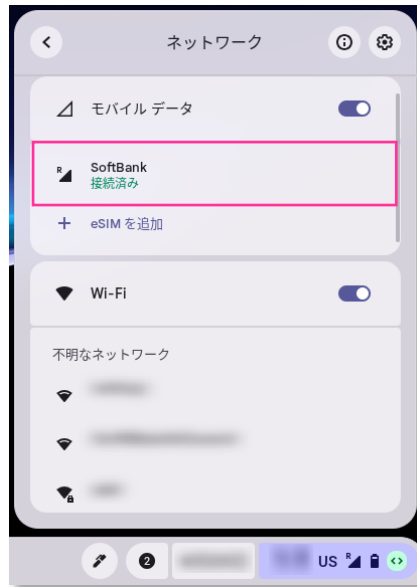 ネットワーク
モバイル データ
R
SoftBank
接続済み
eSIM を追加
Wi-Fi
不明なネットワーク
2
US
R